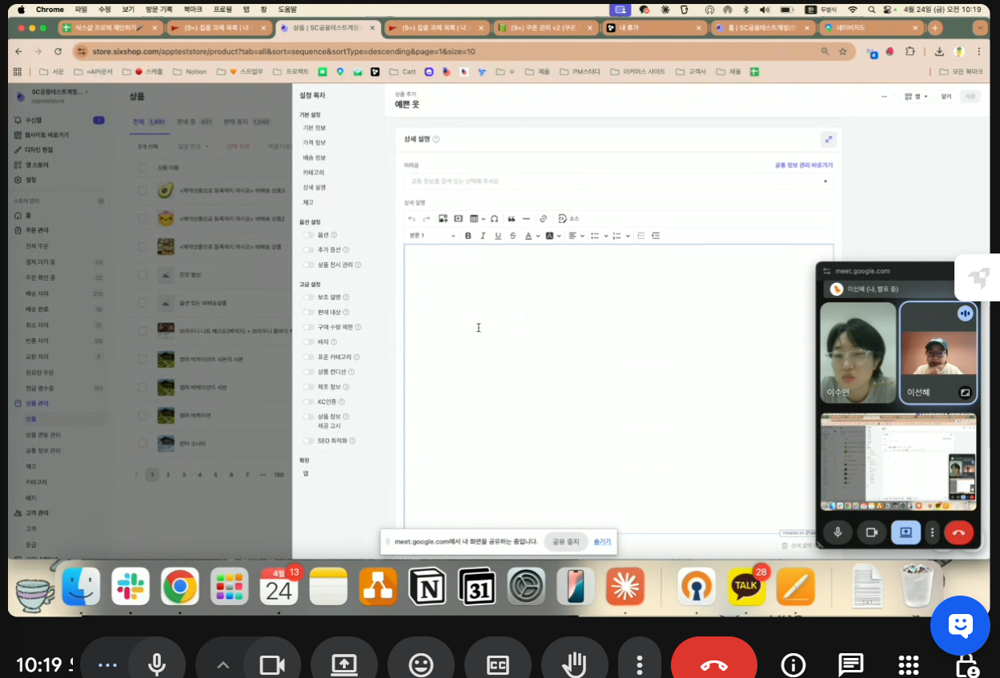 Chrome 파일 수정 보기 방문 기록 북마크 프로필 탭 창 도움말
한 두벌식 4월 24일 (금) 오전 10:19
식스샵 프로에 제안하기
(9+) 집중 과제 목록 | 내
상품 | SC공용테스트계정
(9+) 집중 과제 목록 | 내
(9+) 쿠폰 관리 v2 (쿠폰
내 휴가
홈 | SC공용테스트계정(
네이버지도
store.sixshop.com/appteststore/product?tab=all&sort=sequence&sortType=descending&page=1&size=10
서운 =API문서 스케줄 Notion 스프업무 프로젝트 Catt 제품 PM스터디 이커머스 사이트 고객사 채용 모든 북마크
SC공용테스트계정...
appteststore
수신함 1
웹사이트 바로가기
디자인 편집
앱 스토어
설정
스토어 관리
홈
주문 관리
전체 주문
결제 대기 중 23
주문 확인 중 32
배송 처리 215
배송 완료 18
취소 처리 31
반품 처리 68
교환 처리 5
완료된 주문
현금 영수증 155
상품 관리
상품
상품 변동 관리
공통 정보 관리
재고
카테고리
배지
고객 관리
고객
등급
상품
전체 1,491 판매 중 451 판매 중지 1,040
5개 선택 일괄 변경 선택 삭제
상품 이름
<예약상품으로 등록하지 마시오> 비배송 상품3
<예약상품으로 등록하지 마시오> 비배송 상품2
<예약상품으로 등록하지 마시오> 비배송 상품
모모 별산
옵션 있는 비배송상품
브라우니 니트 베스트(베이지) + 브라우니 클래식
썸머 버케이션의 사본의 사본
썸머 버케이션의 사본
썸머 버케이션
윈터 소나타
1 2 3 4 5 6 7 ··· 150
설정 목차
기본 설정
기본 정보
가격 정보
배송 정보
카테고리
상세 설명
재고
옵션 설정
옵션
추가 옵션
상품 전시 관리
고급 설정
보조 설명
판매 대상
구매 수량 제한
배지
표준 카테고리
상품 컨디션
제조 정보
KC인증
상품 정보
제공 고시
SEO 최적화
확장
앱
상품 추가
예쁜 옷
앱 닫기 저장
상세 설명
머리글 공통 정보 관리 바로가기
공통 정보를 검색 또는 선택해 주세요
상세 설명
소스
본문 1 B I U S A A
POWERED BY
상세 설명
meet.google.com에서 내 화면을 공유하는 중입니다. 공유 중지 숨기기
meet.google.com
이선혜 (나, 발표 중)
이수연
이선혜
4월 13
24
31
TALK 28
TXT
10:19
CC